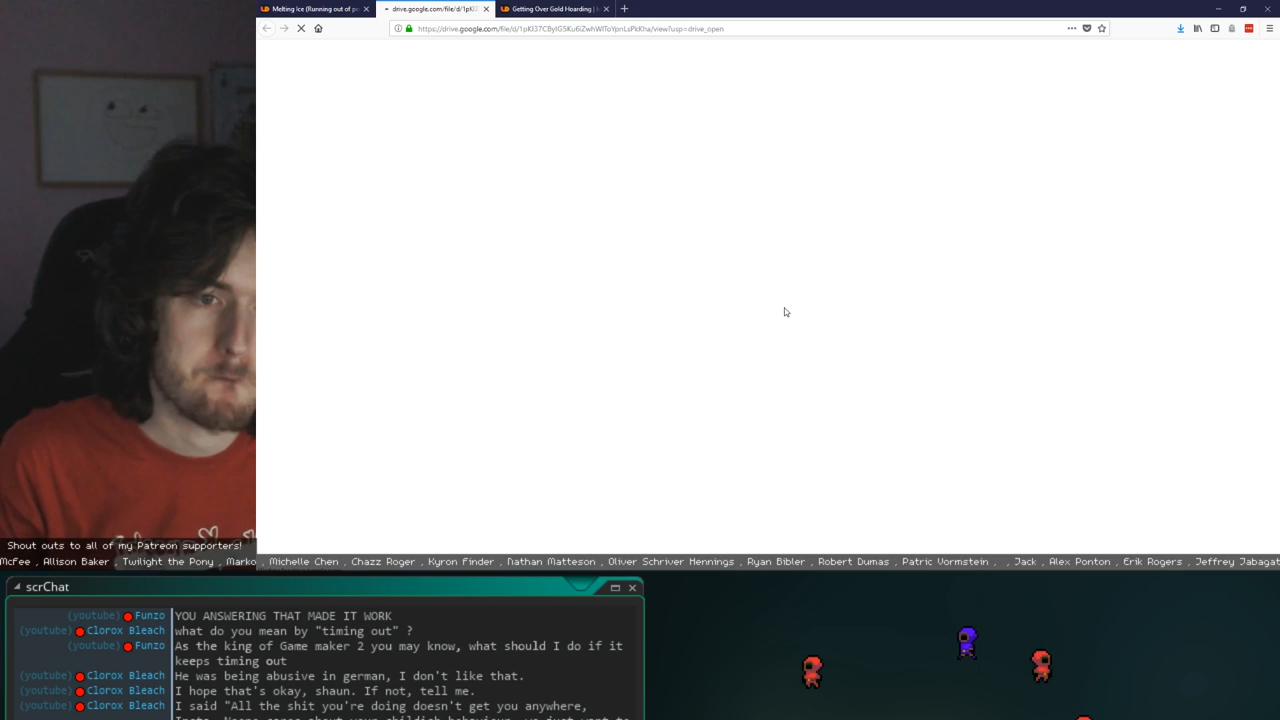 Melting Ice (Running out of po
drive.google.com/file/d/1pKJ
Getting Over Gold Hoarding |
https://drive.google.com/file/d/1pKJ37CByIG5Ku6iZwhWIToYpnLsPkKha/view?usp=drive_open
Shout outs to all of my Patreon supporters!
McFee , Allison Baker , Twilight the Pony , Marko , Michelle Chen , Chazz Roger , Kyron Finder , Nathan Matteson , Oliver Schriver Hennings , Ryan Bibler , Robert Dumas , Patric Vormstein , , Jack , Alex Ponton , Erik Rogers , Jeffrey Jabagat
scrChat
(youtube) Funzo YOU ANSWERING THAT MADE IT WORK
(youtube) Clorox Bleach what do you mean by "timing out" ?
(youtube) Funzo As the king of Game maker 2 you may know, what should I do if it
keeps timing out
(youtube) Clorox Bleach He was being abusive in german, I don't like that.
(youtube) Clorox Bleach I hope that's okay, shaun. If not, tell me.
(youtube) Clorox Bleach I said "All the shit you're doing doesn't get you anywhere,